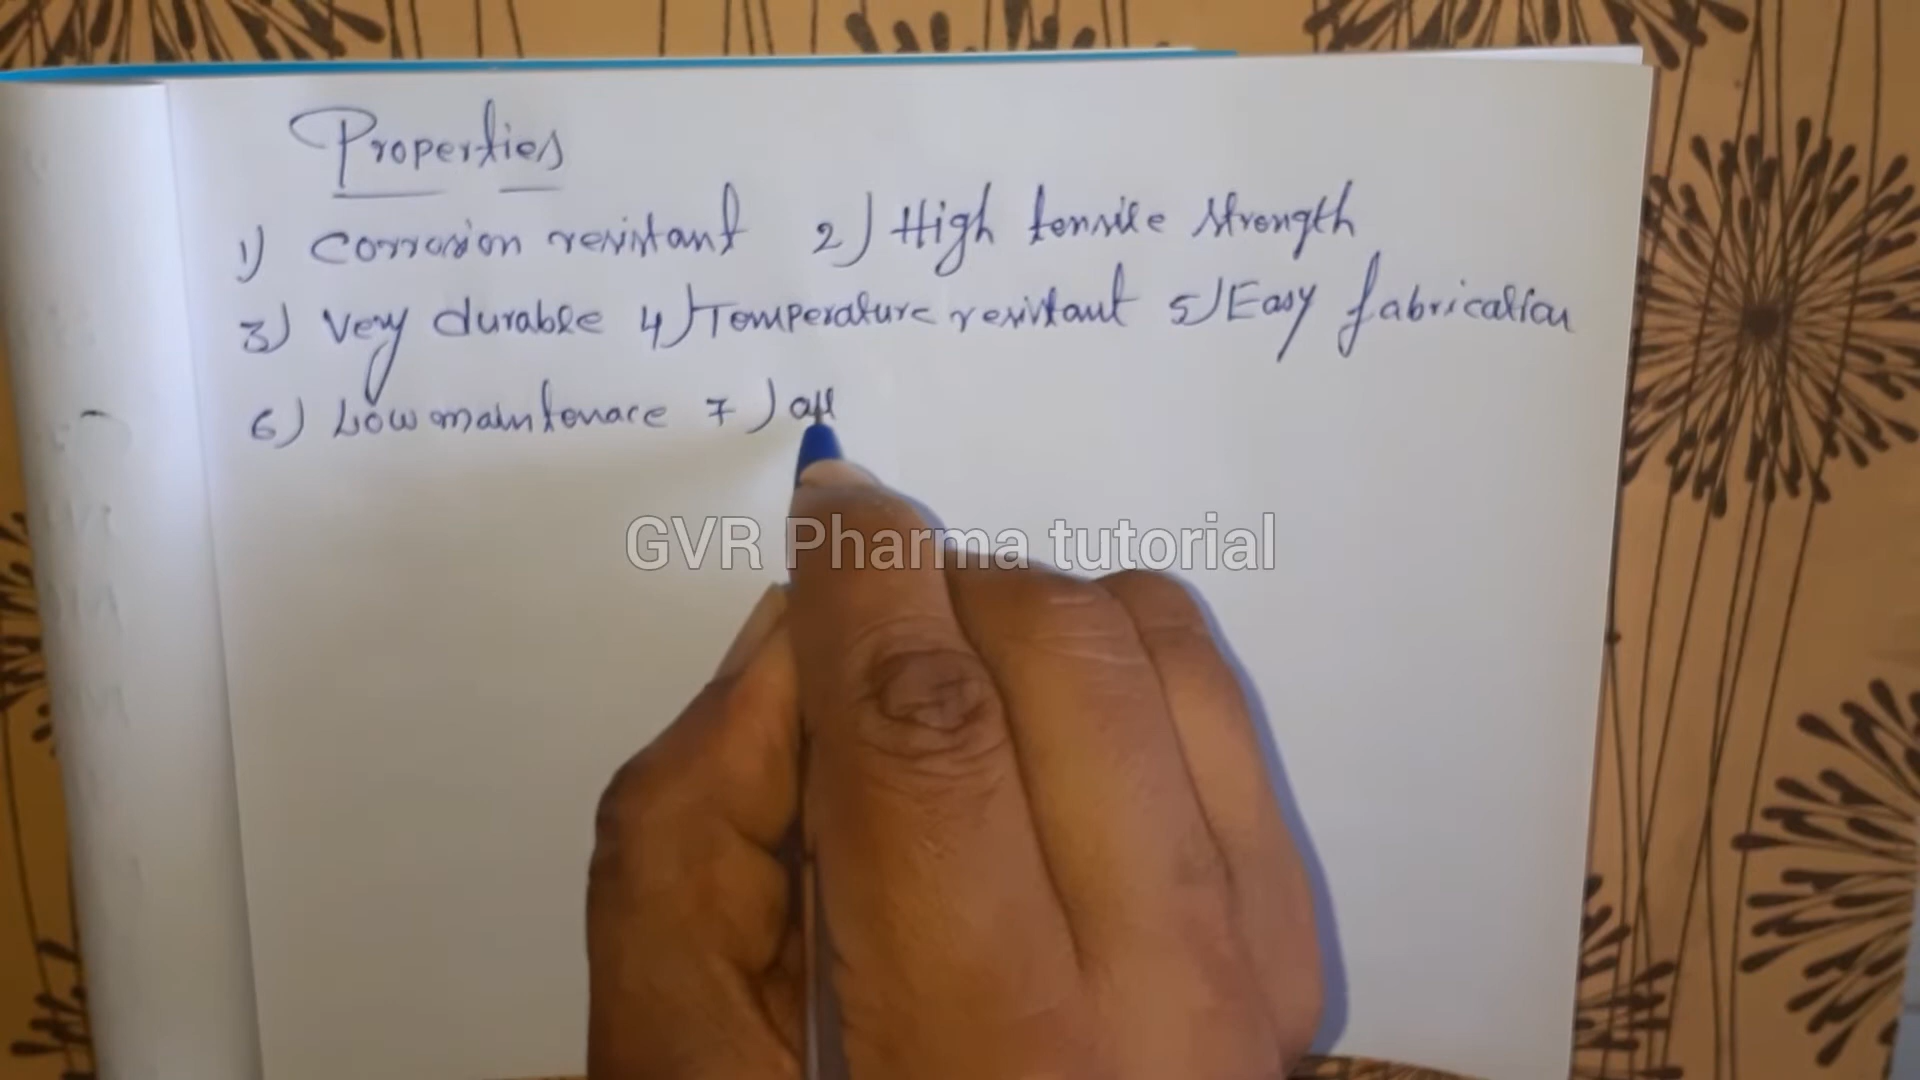 Properties
1) Corrosion resistant 2) High tensile strength
3) Very durable 4) Temperature resistant 5) Easy fabrication
6) Low maintenace 7)
GVR Pharma tutorial